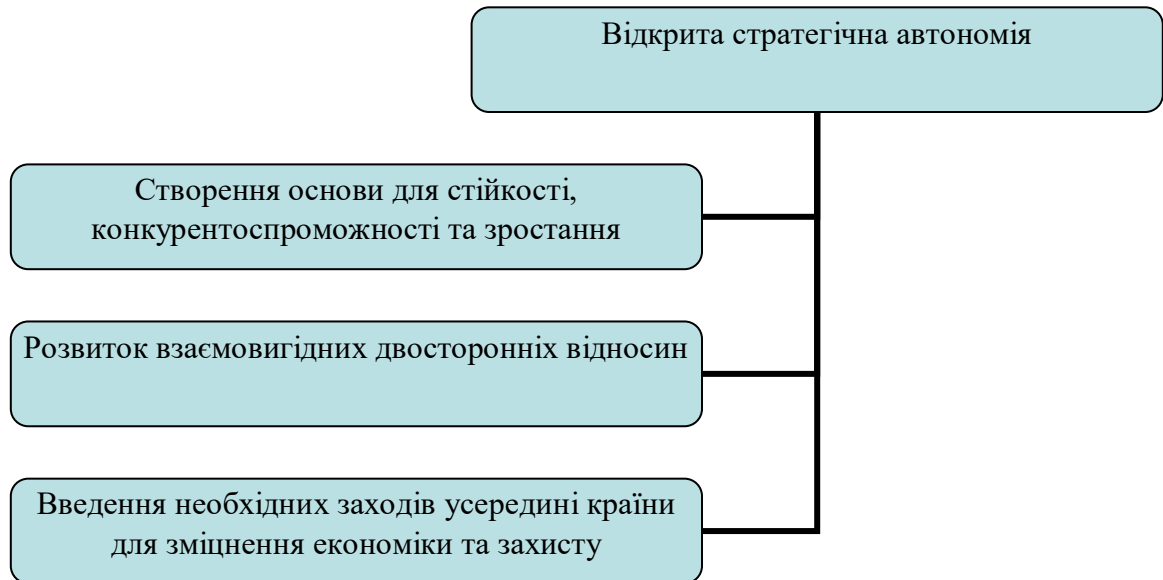 Відкрита стратегічна автономія
Створення основи для стійкості,
конкурентоспроможності та зростання
Розвиток взаємовигідних двосторонніх відносин
Введення необхідних заходів усередині країни
для зміцнення економіки та захисту